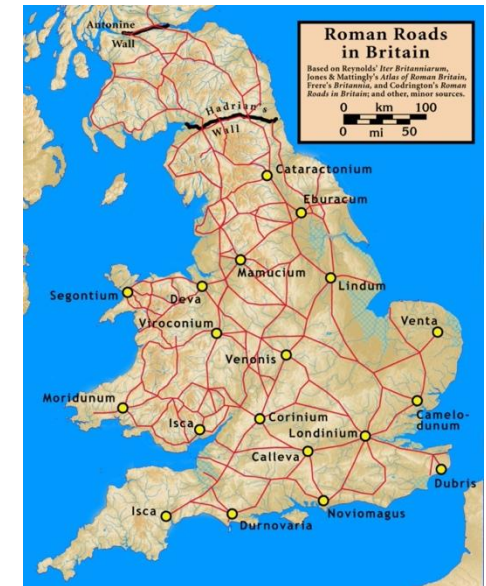 Antonine
Wall
Roman Roads
in Britain
Based on Reynolds' Iter Britanniarum,
Jones & Mattingly's Atlas of Roman Britain,
Frere's Britannia, and Codrington's Roman
Roads in Britain; and other, minor sources.
0 km 100
0 mi 50
Hadrian's
Wall
Cataractonium
Eburacum
Mamucium
Segontium
Deva
Lindum
Viroconium
Venta
Venonis
Moridunum
Isca
Corinium
Camelo-
dunum
Londinium
Calleva
Dubris
Isca
Durnovaria
Noviomagus